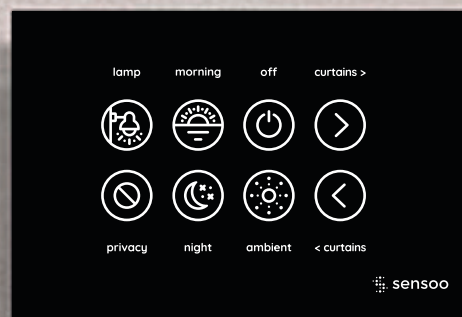 lamp morning off curtains >
privacy night ambient < curtains
sensoo